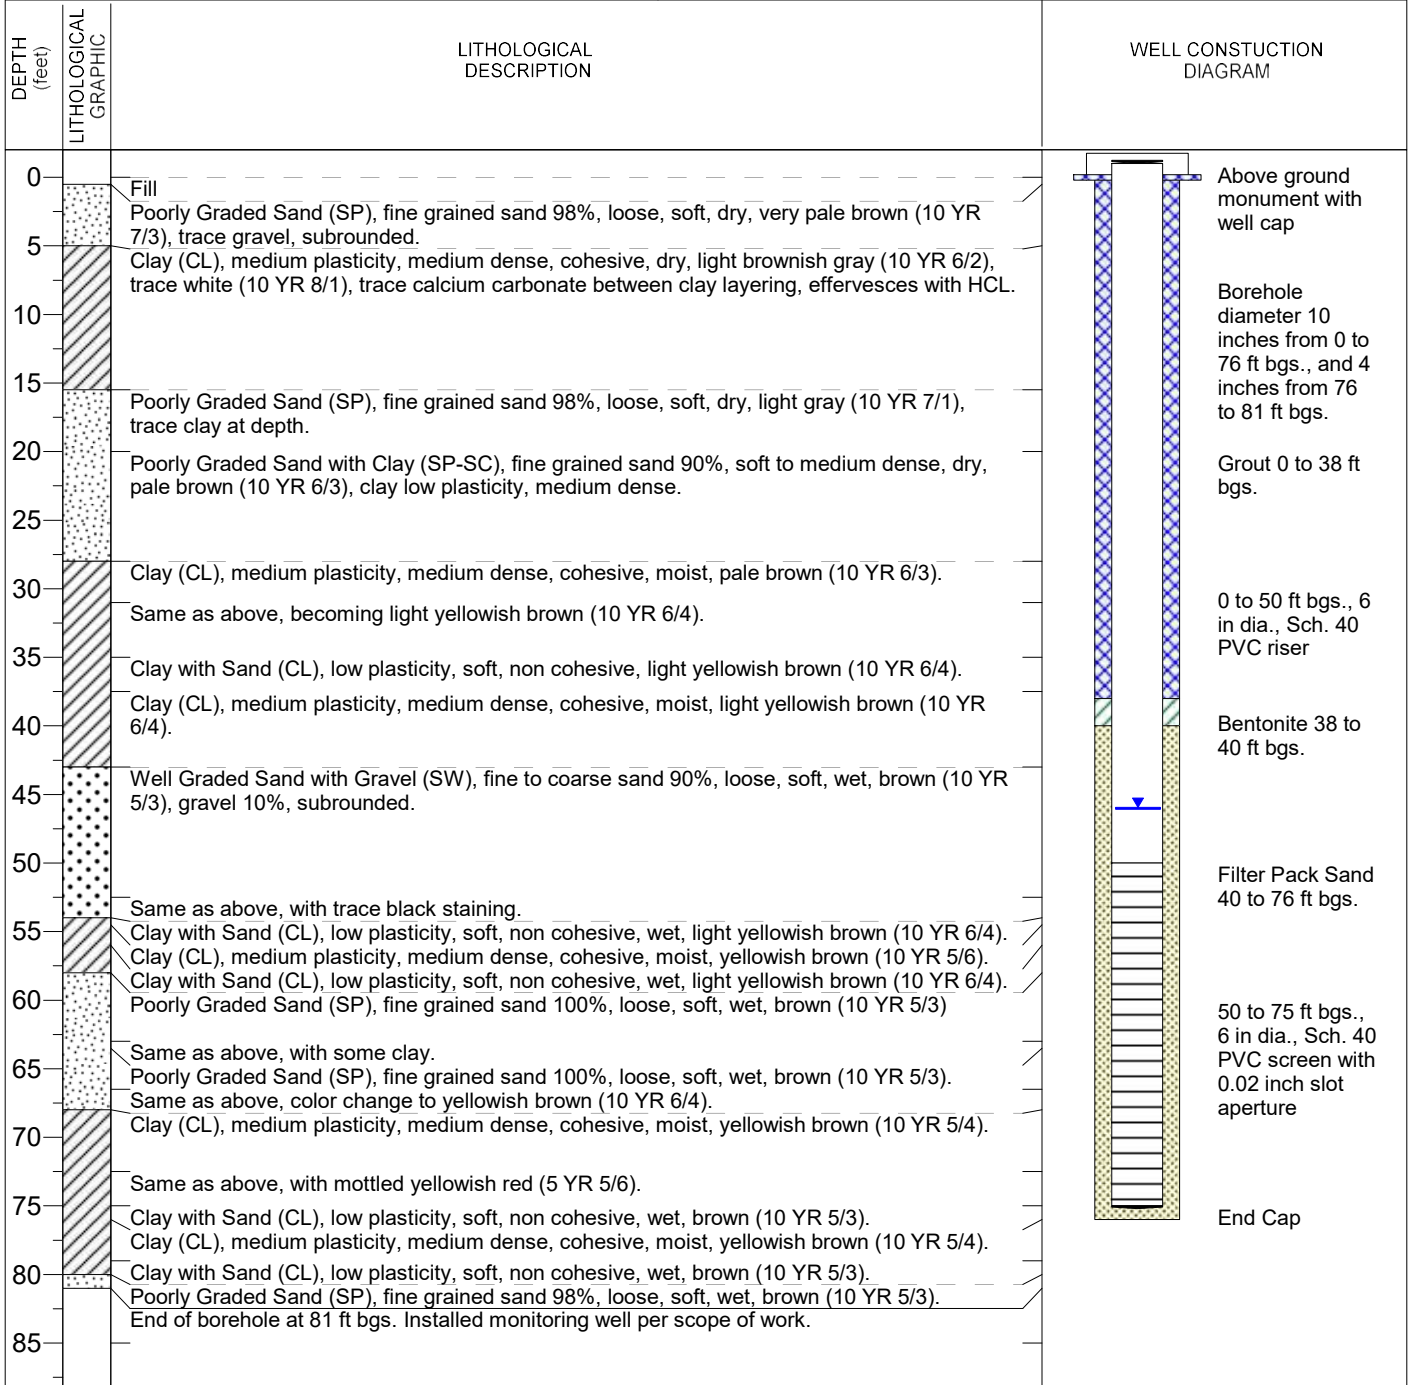 DEPTH
(feet)
LITHOLOGICAL
GRAPHIC
LITHOLOGICAL
DESCRIPTION
WELL CONSTUCTION
DIAGRAM
0
5
10
15
20
25
30
35
40
45
50
55
60
65
70
75
80
85
Fill
Poorly Graded Sand (SP), fine grained sand 98%, loose, soft, dry, very pale brown (10 YR
7/3), trace gravel, subrounded.
Clay (CL), medium plasticity, medium dense, cohesive, dry, light brownish gray (10 YR 6/2),
trace white (10 YR 8/1), trace calcium carbonate between clay layering, effervesces with HCL.
Poorly Graded Sand (SP), fine grained sand 98%, loose, soft, dry, light gray (10 YR 7/1),
trace clay at depth.
Poorly Graded Sand with Clay (SP-SC), fine grained sand 90%, soft to medium dense, dry,
pale brown (10 YR 6/3), clay low plasticity, medium dense.
Clay (CL), medium plasticity, medium dense, cohesive, moist, pale brown (10 YR 6/3).
Same as above, becoming light yellowish brown (10 YR 6/4).
Clay with Sand (CL), low plasticity, soft, non cohesive, light yellowish brown (10 YR 6/4).
Clay (CL), medium plasticity, medium dense, cohesive, moist, light yellowish brown (10 YR
6/4).
Well Graded Sand with Gravel (SW), fine to coarse sand 90%, loose, soft, wet, brown (10 YR
5/3), gravel 10%, subrounded.
Same as above, with trace black staining.
Clay with Sand (CL), low plasticity, soft, non cohesive, wet, light yellowish brown (10 YR 6/4).
Clay (CL), medium plasticity, medium dense, cohesive, moist, yellowish brown (10 YR 5/6).
Clay with Sand (CL), low plasticity, soft, non cohesive, wet, light yellowish brown (10 YR 6/4).
Poorly Graded Sand (SP), fine grained sand 100%, loose, soft, wet, brown (10 YR 5/3)
Same as above, with some clay.
Poorly Graded Sand (SP), fine grained sand 100%, loose, soft, wet, brown (10 YR 5/3).
Same as above, color change to yellowish brown (10 YR 6/4).
Clay (CL), medium plasticity, medium dense, cohesive, moist, yellowish brown (10 YR 5/4).
Same as above, with mottled yellowish red (5 YR 5/6).
Clay with Sand (CL), low plasticity, soft, non cohesive, wet, brown (10 YR 5/3).
Clay (CL), medium plasticity, medium dense, cohesive, moist, yellowish brown (10 YR 5/4).
Clay with Sand (CL), low plasticity, soft, non cohesive, wet, brown (10 YR 5/3).
Poorly Graded Sand (SP), fine grained sand 98%, loose, soft, wet, brown (10 YR 5/3).
End of borehole at 81 ft bgs. Installed monitoring well per scope of work.
Above ground
monument with
well cap
Borehole
diameter 10
inches from 0 to
76 ft bgs., and 4
inches from 76
to 81 ft bgs.
Grout 0 to 38 ft
bgs.
0 to 50 ft bgs., 6
in dia., Sch. 40
PVC riser
Bentonite 38 to
40 ft bgs.
Filter Pack Sand
40 to 76 ft bgs.
50 to 75 ft bgs.,
6 in dia., Sch. 40
PVC screen with
0.02 inch slot
aperture
End Cap